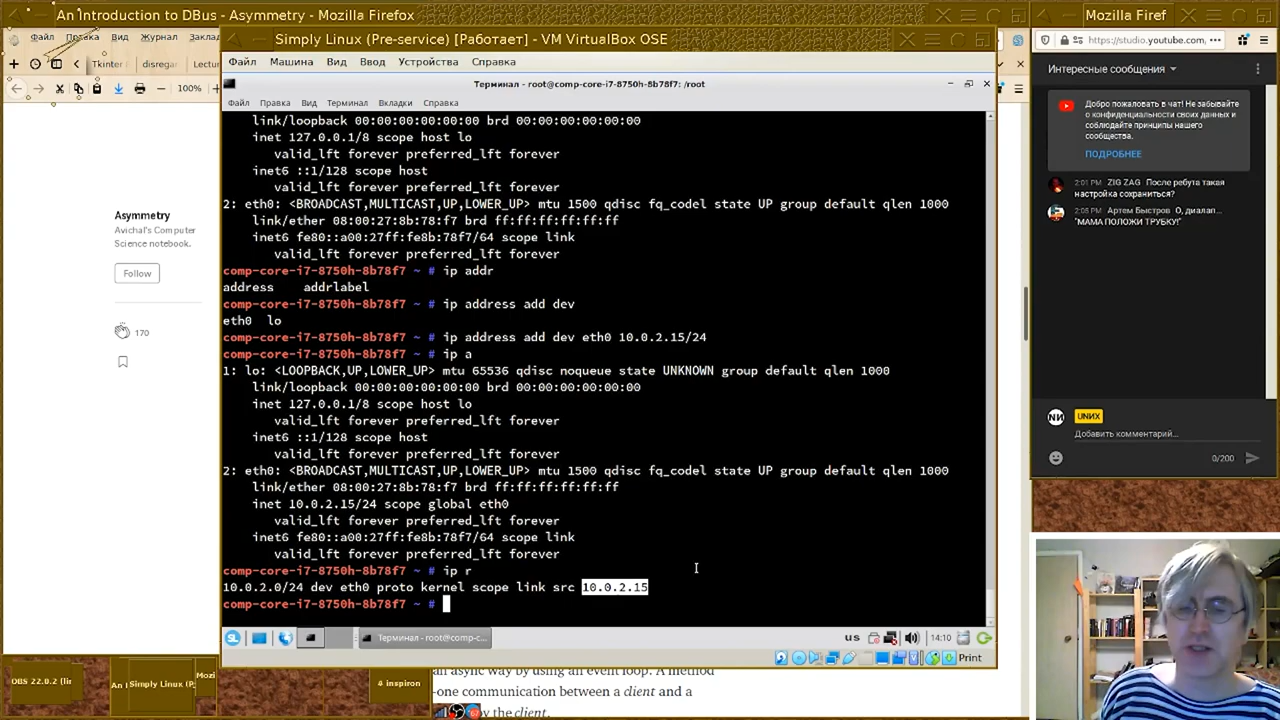 An Introduction to DBus - Asymmetry - Mozilla Firefox
Mozilla Firef
Файл Правка Вид Журнал Заклад
Tkinter
disregar
Lectur
100%
Asymmetry
Avichal's Computer
Science notebook.
Follow
170
Simply Linux (Pre-service) [Работает] - VM VirtualBox OSE
Файл Машина Вид Ввод Устройства Справка
Терминал - root@comp-core-i7-8750h-8b78f7: /root
Файл Правка Вид Терминал Вкладки Справка
link/loopback 00:00:00:00:00:00 brd 00:00:00:00:00:00
inet 127.0.0.1/8 scope host lo
valid_lft forever preferred_lft forever
inet6 ::1/128 scope host
valid_lft forever preferred_lft forever
2: eth0: <BROADCAST,MULTICAST,UP,LOWER_UP> mtu 1500 qdisc fq_codel state UP group default qlen 1000
link/ether 08:00:27:8b:78:f7 brd ff:ff:ff:ff:ff:ff
inet6 fe80::a00:27ff:fe8b:78f7/64 scope link
valid_lft forever preferred_lft forever
comp-core-i7-8750h-8b78f7 ~ # ip addr
address addrlabel
comp-core-i7-8750h-8b78f7 ~ # ip address add dev
eth0 lo
comp-core-i7-8750h-8b78f7 ~ # ip address add dev eth0 10.0.2.15/24
comp-core-i7-8750h-8b78f7 ~ # ip a
1: lo: <LOOPBACK,UP,LOWER_UP> mtu 65536 qdisc noqueue state UNKNOWN group default qlen 1000
link/loopback 00:00:00:00:00:00 brd 00:00:00:00:00:00
inet 127.0.0.1/8 scope host lo
valid_lft forever preferred_lft forever
inet6 ::1/128 scope host
valid_lft forever preferred_lft forever
2: eth0: <BROADCAST,MULTICAST,UP,LOWER_UP> mtu 1500 qdisc fq_codel state UP group default qlen 1000
link/ether 08:00:27:8b:78:f7 brd ff:ff:ff:ff:ff:ff
inet 10.0.2.15/24 scope global eth0
valid_lft forever preferred_lft forever
inet6 fe80::a00:27ff:fe8b:78f7/64 scope link
valid_lft forever preferred_lft forever
comp-core-i7-8750h-8b78f7 ~ # ip r
10.0.2.0/24 dev eth0 proto kernel scope link src 10.0.2.15
comp-core-i7-8750h-8b78f7 ~ #
Терминал - root@comp-c...
us
14:10
Print
https://studio.youtube.com,
Интересные сообщения
Добро пожаловать в чат! Не забывайте
о конфиденциальности своих данных и
соблюдайте принципы нашего
сообщества.
ПОДРОБНЕЕ
2:01 PM ZIG ZAG После ребута такая
настройка сохраниться?
2:05 PM Артем Быстров О, диалап...
"МАМА ПОЛОЖИ ТРУБКУ!"
UNИX
Добавить комментарий...
0/200
an async way by using an event loop. A method
-one communication between a client and a
by the client.
OBS 22.0.2 (li
An I
Simply Linux (P
Mozi
# inspiron